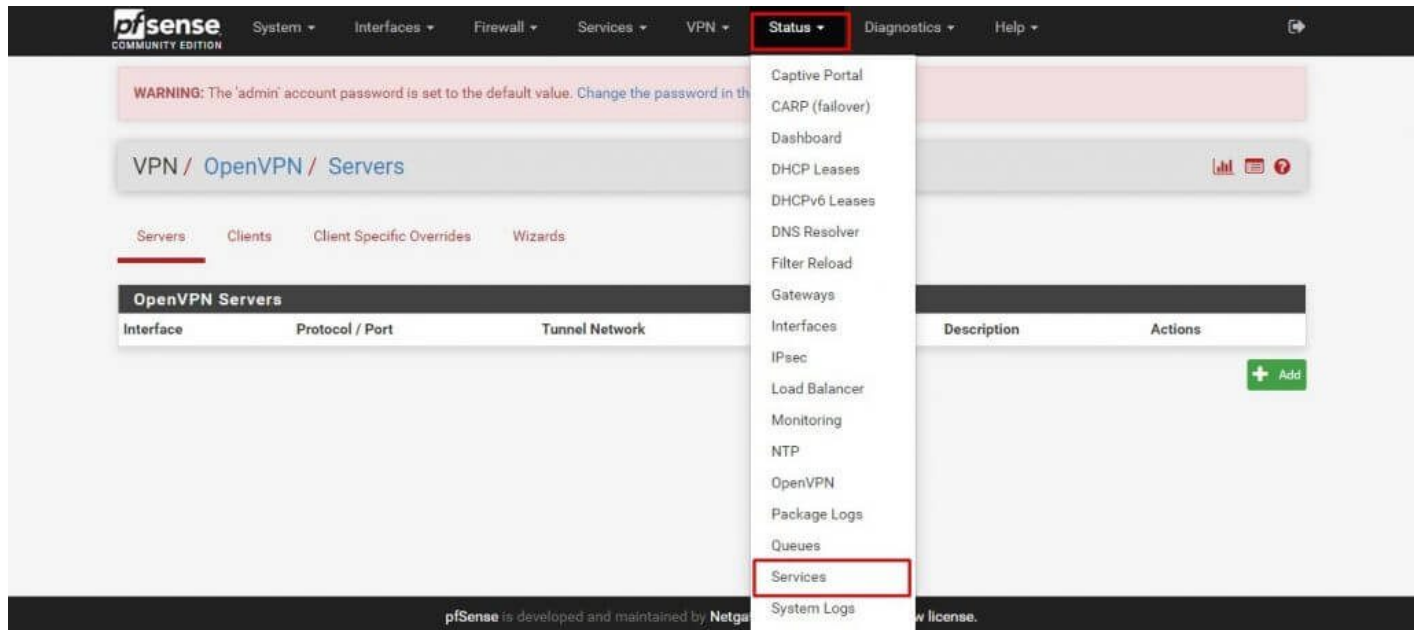 pfsense
COMMUNITY EDITION
System
Interfaces
Firewall
Services
VPN
Status
Diagnostics
Help
WARNING: The 'admin' account password is set to the default value. Change the password in th
VPN / OpenVPN / Servers
Servers
Clients
Client Specific Overrides
Wizards
OpenVPN Servers
Interface
Protocol / Port
Tunnel Network
Description
Actions
Add
Captive Portal
CARP (failover)
Dashboard
DHCP Leases
DHCPv6 Leases
DNS Resolver
Filter Reload
Gateways
Interfaces
IPsec
Load Balancer
Monitoring
NTP
OpenVPN
Package Logs
Queues
Services
System Logs
pfSense is developed and maintained by Netga
w license.